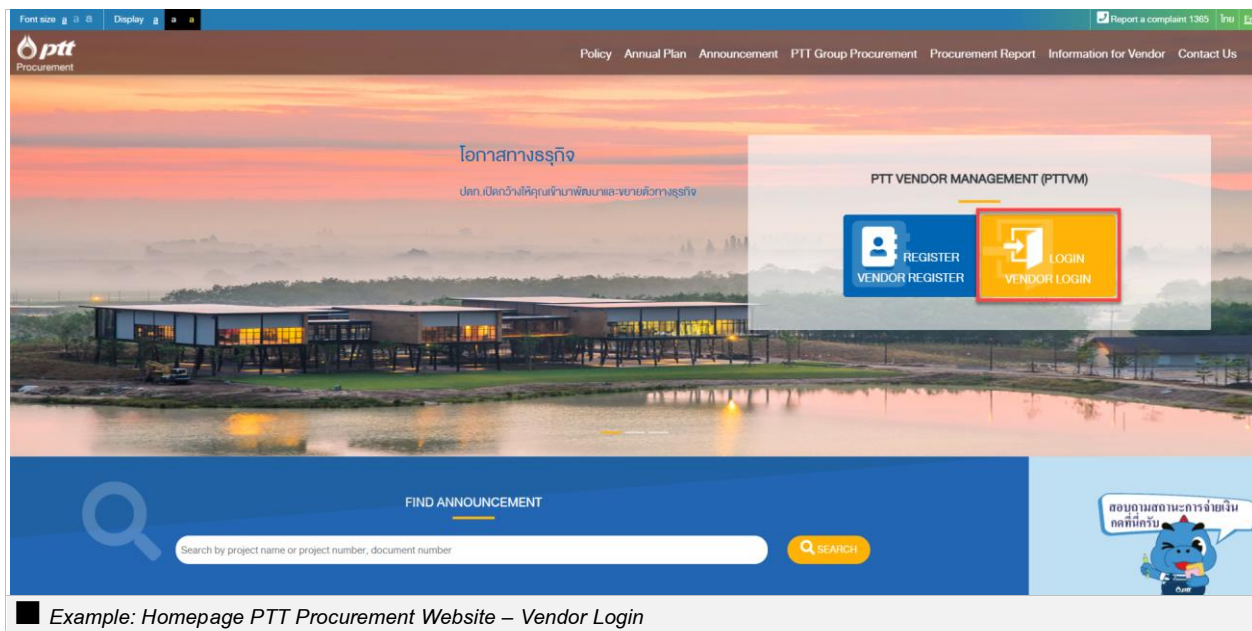 Font size a a a Display a a a
Report a complaint 1365 ไทย En
ptt
Procurement
Policy Annual Plan Announcement PTT Group Procurement Procurement Report Information for Vendor Contact Us
โอกาสทางธุรกิจ
ปตท.เปิดกว้างให้คุณเข้ามาพัฒนาและขยายตัวทางธุรกิจ
PTT VENDOR MANAGEMENT (PTTVM)
REGISTER
VENDOR REGISTER
LOGIN
VENDOR LOGIN
FIND ANNOUNCEMENT
Search by project name or project number, document number
SEARCH
สอบถามสถานะการจ่ายเงิน
กดที่นี่ครับ
ptt
Example: Homepage PTT Procurement Website – Vendor Login